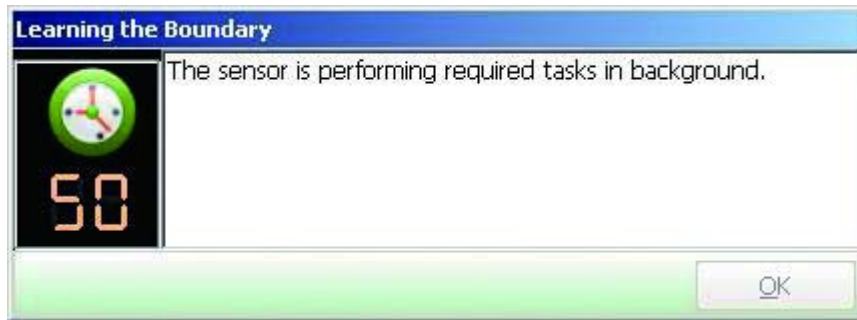 Learning the Boundary
The sensor is performing required tasks in background.
50
OK